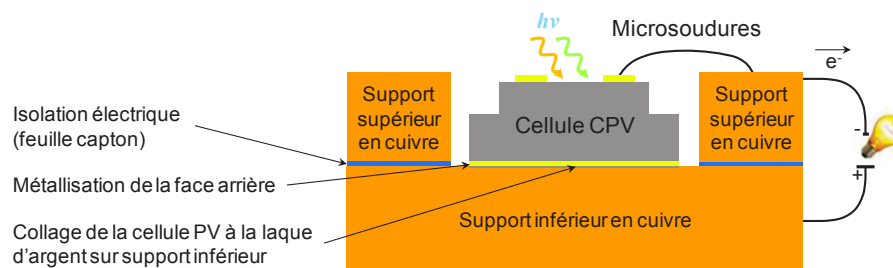 hν
Microsoudures
e-
Support
supérieur
en cuivre
Support
supérieur
en cuivre
Isolation électrique
(feuille capton)
Cellule CPV
-
+
Métallisation de la face arrière
Collage de la cellule PV à la laque
d'argent sur support inférieur
Support inférieur en cuivre